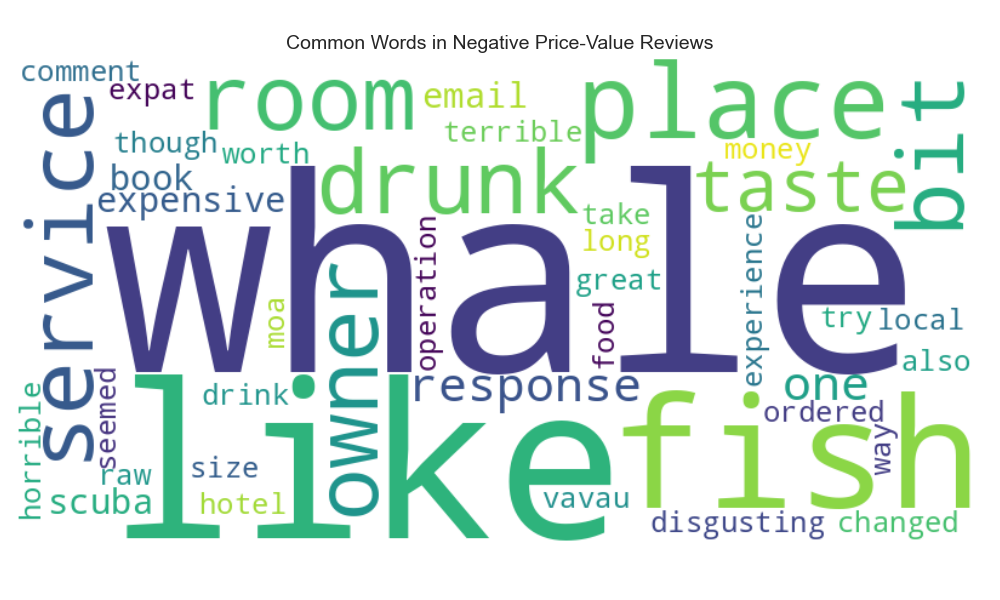 Common Words in Negative Price-Value Reviews
comment
expat
room
email
place
bit
service
though
worth
terrible
money
book
expensive
drunk
taste
whale
take
long
great
operation
experience
food
moa
owner
try
local
also
response
one
drink
like
fish
ordered
way
seemed
horrible
raw
size
scuba
hotel
vavau
disgusting
changed